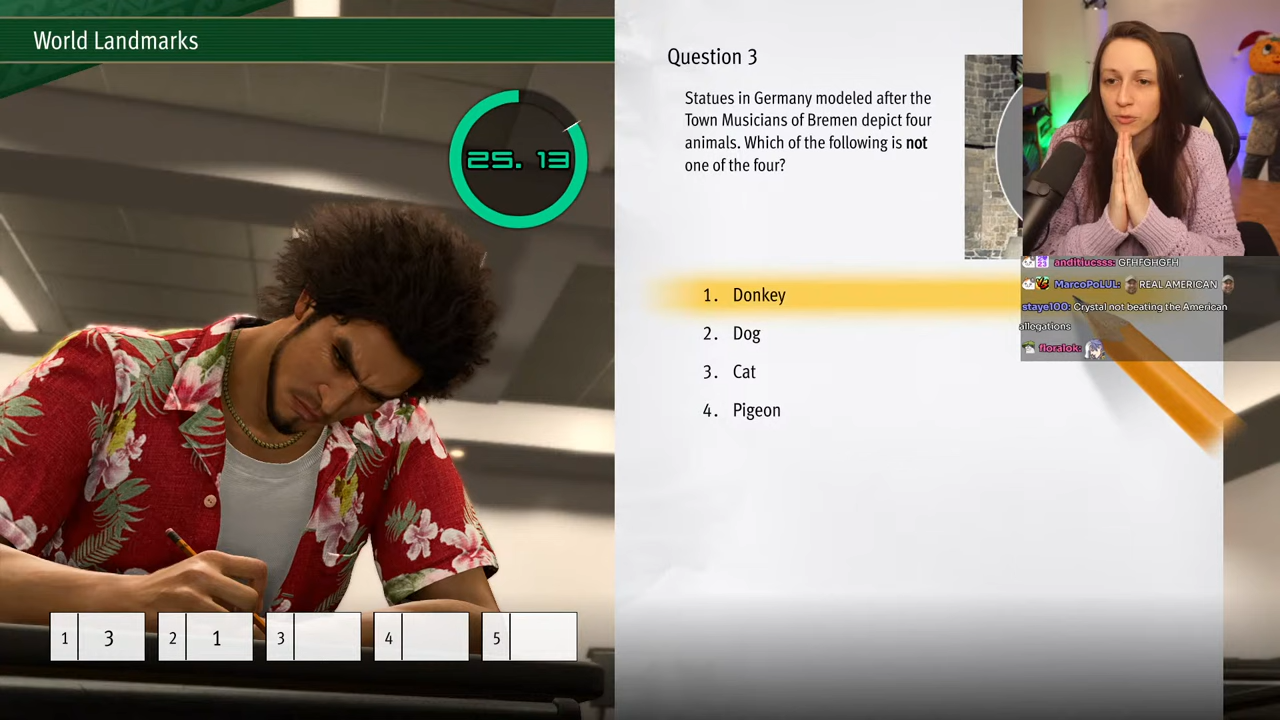 World Landmarks
25. 13
Question 3
Statues in Germany modeled after the
Town Musicians of Bremen depict four
animals. Which of the following is not
one of the four?
1. Donkey
2. Dog
3. Cat
4. Pigeon
anditiucsss: GFHFGHGFH
MarcoPoLUL: REAL AMERICAN
staye100: Crystal not beating the American
allegations
floralok:
1 3 2 1 3 4 5